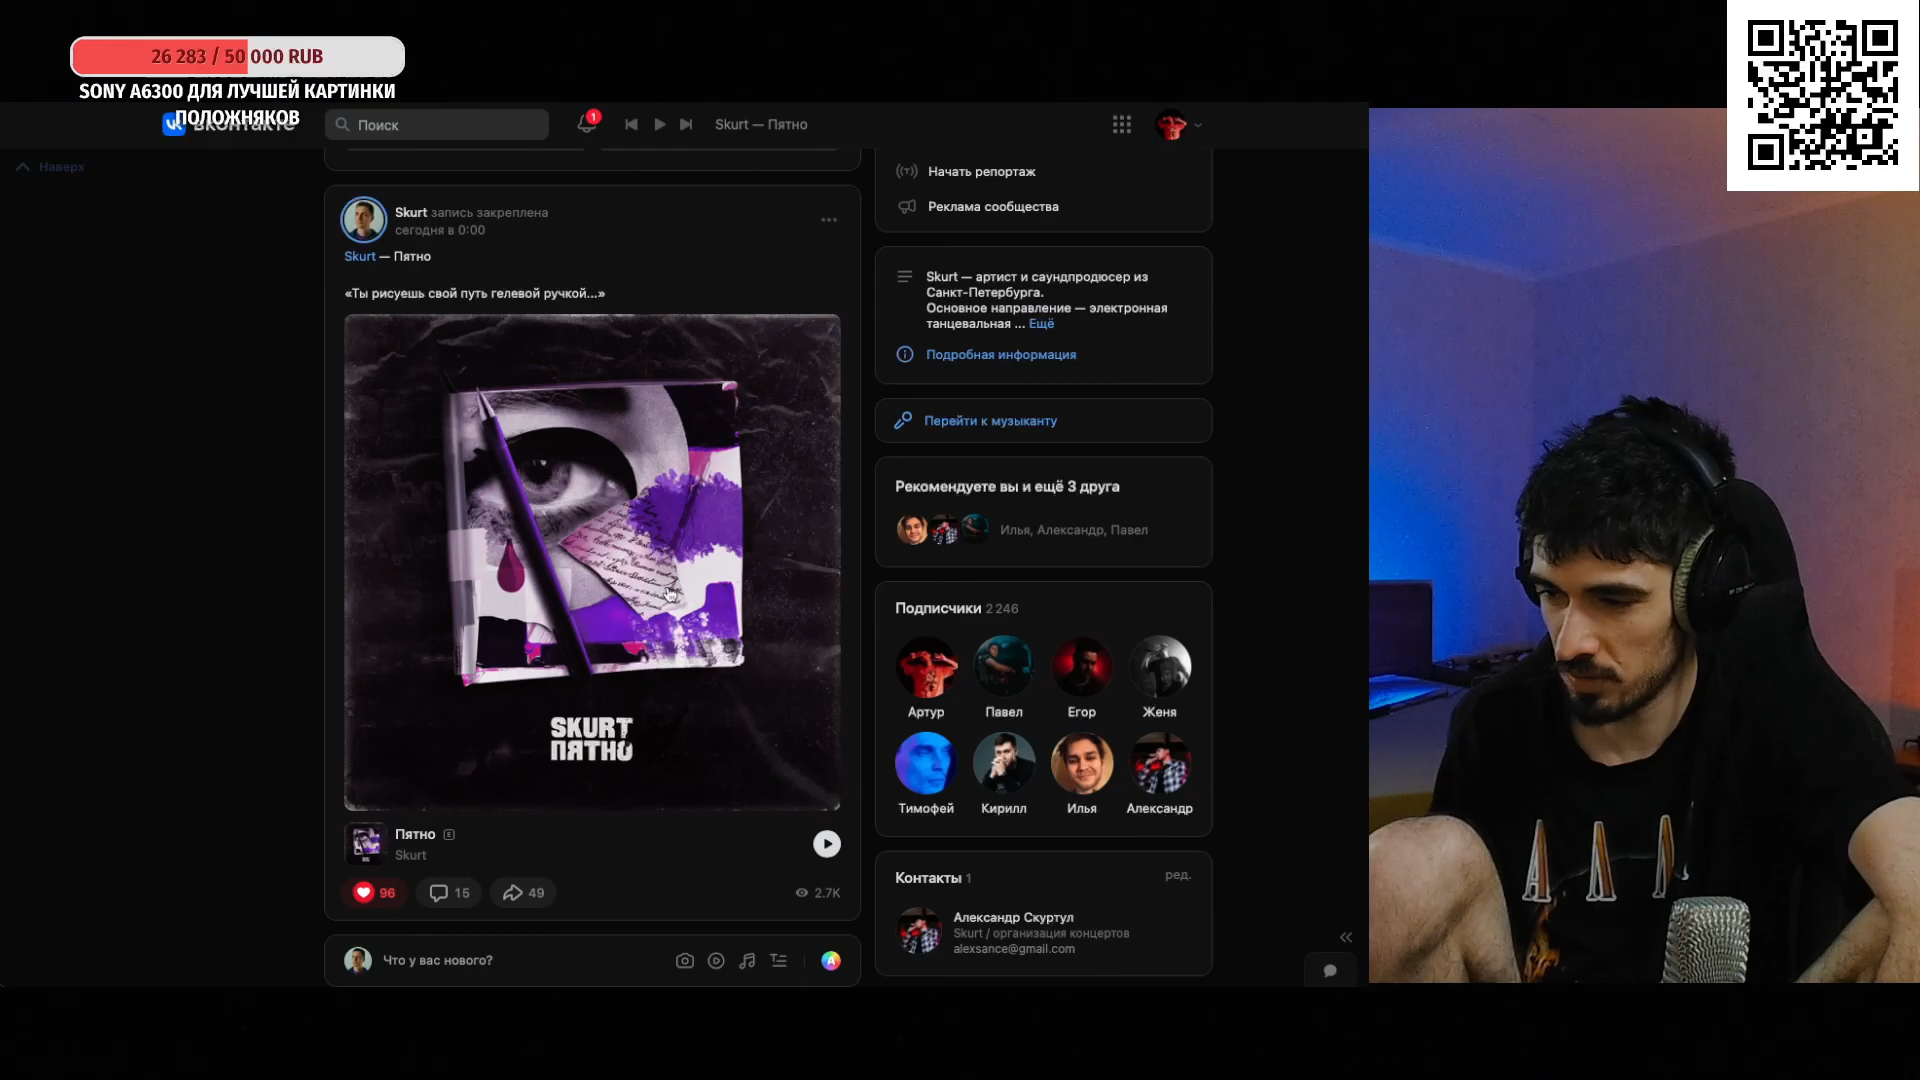 26 283 / 50 000 RUB
SONY A6300 ДЛЯ ЛУЧШЕЙ КАРТИНКИ
ПОЛОЖНЯКОВ
ВКОНТАКТЕ
Поиск
1
Skurt — Пятно
Наверх
Skurt запись закреплена
сегодня в 0:00
Skurt — Пятно
«Ты рисуешь свой путь гелевой ручкой...»
SKURT
ПЯТНО
Пятно E
Skurt
96
15
49
2.7K
Что у вас нового?
Начать репортаж
Реклама сообщества
Skurt — артист и саундпродюсер из
Санкт-Петербурга.
Основное направление — электронная
танцевальная ... Ещё
Подробная информация
Перейти к музыканту
Рекомендуете вы и ещё 3 друга
Илья, Александр, Павел
Подписчики 2 246
Артур
Павел
Егор
Женя
Тимофей
Кирилл
Илья
Александр
Контакты 1
ред.
Александр Скуртул
Skurt / организация концертов
alexsance@gmail.com